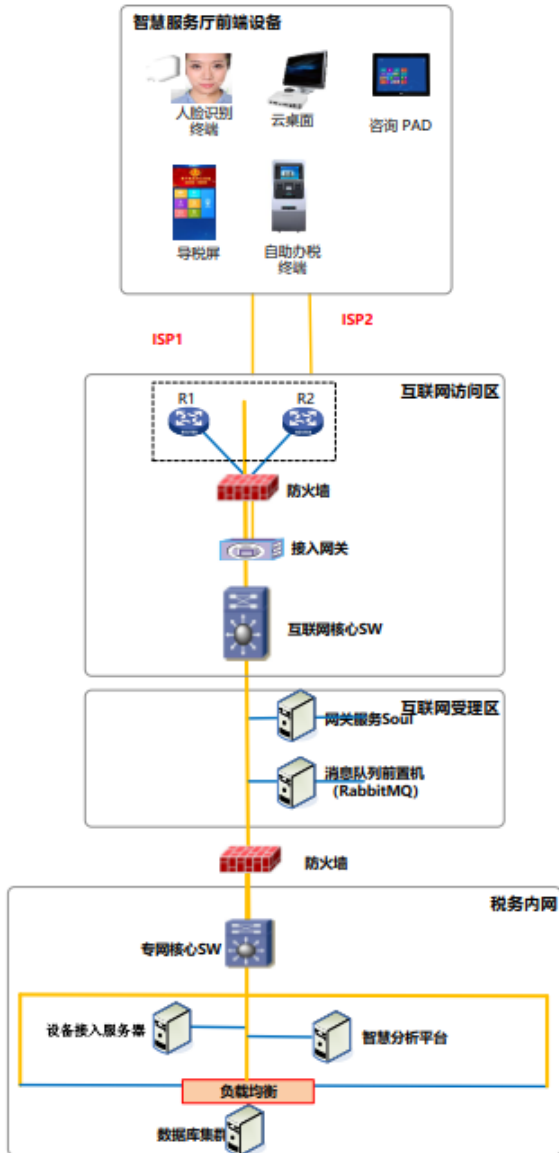 智慧服务厅前端设备
人脸识别
终端
云桌面
咨询 PAD
导税屏
自助办税
终端
ISP1
ISP2
互联网访问区
R1
R2
防火墙
接入网关
互联网核心SW
互联网受理区
网关服务Soul
消息队列前置机
（RabbitMQ）
防火墙
税务内网
专网核心SW
设备接入服务器
智慧分析平台
负载均衡
数据库集群